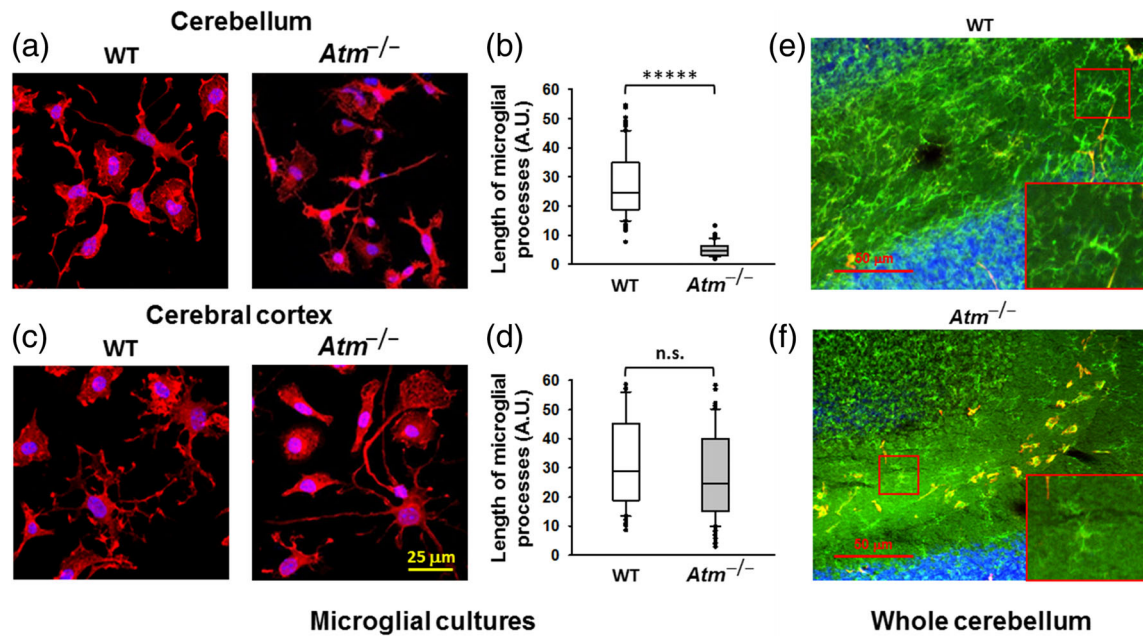 Cerebellum
(a)
WT
Atm−/−
(b)
*****
Length of microglial
processes (A.U.)
60
50
40
30
20
10
0
WT
Atm−/−
(e)
WT
50 μm
Cerebral cortex
(c)
WT
Atm−/−
25 μm
(d)
n.s.
Length of microglial
processes (A.U.)
60
50
40
30
20
10
0
WT
Atm−/−
(f)
Atm−/−
50 μm
Microglial cultures
Whole cerebellum